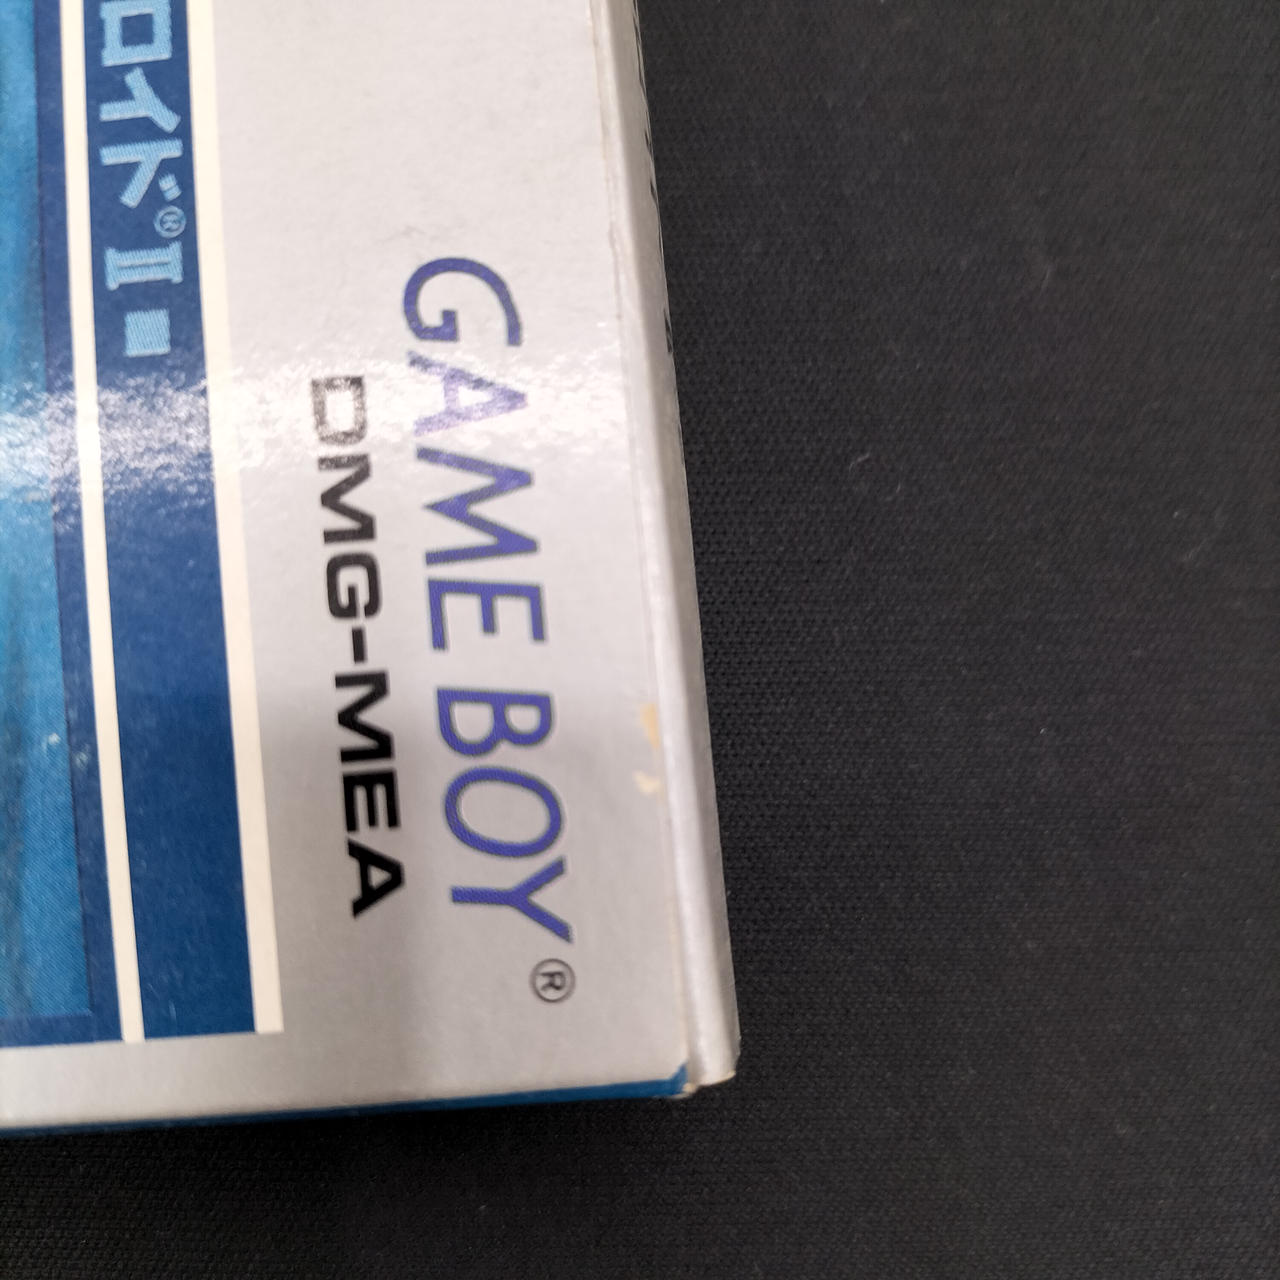 GAME BOY®
DMG-MEA
ロイド®II ■